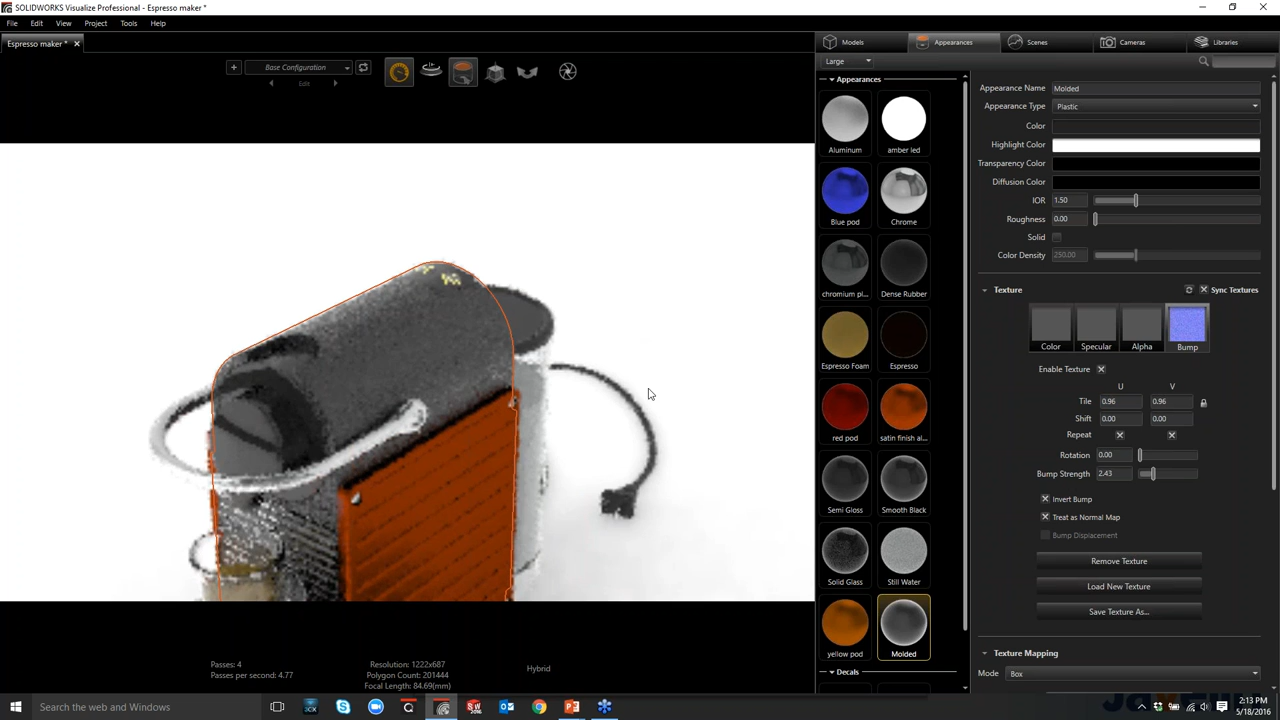 SOLIDWORKS Visualize Professional - Espresso maker *
File Edit View Project Tools Help
Espresso maker *
Base Configuration
Edit
Models Appearances Scenes Cameras Libraries
Large
Appearances
Aluminum amber led
Blue pod Chrome
chromium pl... Dense Rubber
Espresso Foam Espresso
red pod satin finish al...
Semi Gloss Smooth Black
Solid Glass Still Water
yellow pod Molded
Decals
Appearance Name Molded
Appearance Type Plastic
Color
Highlight Color
Transparency Color
Diffusion Color
IOR 1.50
Roughness 0.00
Solid
Color Density 250.00
Texture Sync Textures
Color Specular Alpha Bump
Enable Texture
U V
Tile 0.96 0.96
Shift 0.00 0.00
Repeat
Rotation 0.00
Bump Strength 2.43
Invert Bump
Treat as Normal Map
Bump Displacement
Remove Texture
Load New Texture
Save Texture As...
Texture Mapping
Mode Box
Passes: 4
Passes per second: 4.77
Resolution: 1222x687
Polygon Count: 201444
Focal Length: 84.69(mm)
Hybrid
Search the web and Windows
2:13 PM
5/18/2016